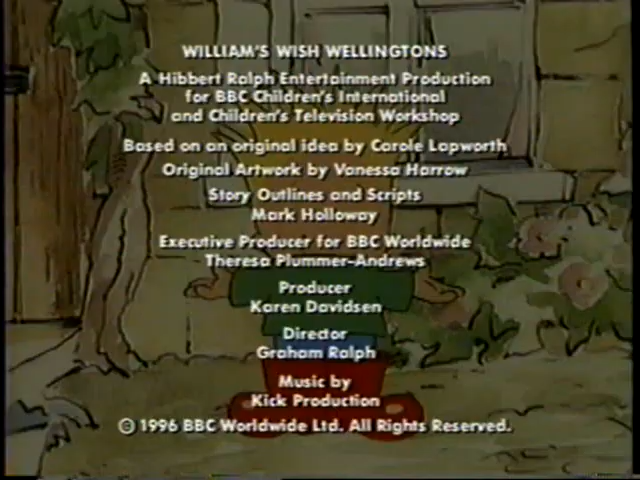 WILLIAM'S WISH WELLINGTONS
A Hibbert Ralph Entertainment Production
for BBC Children's International
and Children's Television Workshop
Based on an original idea by Carole Lapworth
Original Artwork by Vanessa Harrow
Story Outlines and Scripts
Mark Holloway
Executive Producer for BBC Worldwide
Theresa Plummer-Andrews
Producer
Karen Davidsen
Director
Graham Ralph
Music by
Kick Production
© 1996 BBC Worldwide Ltd. All Rights Reserved.